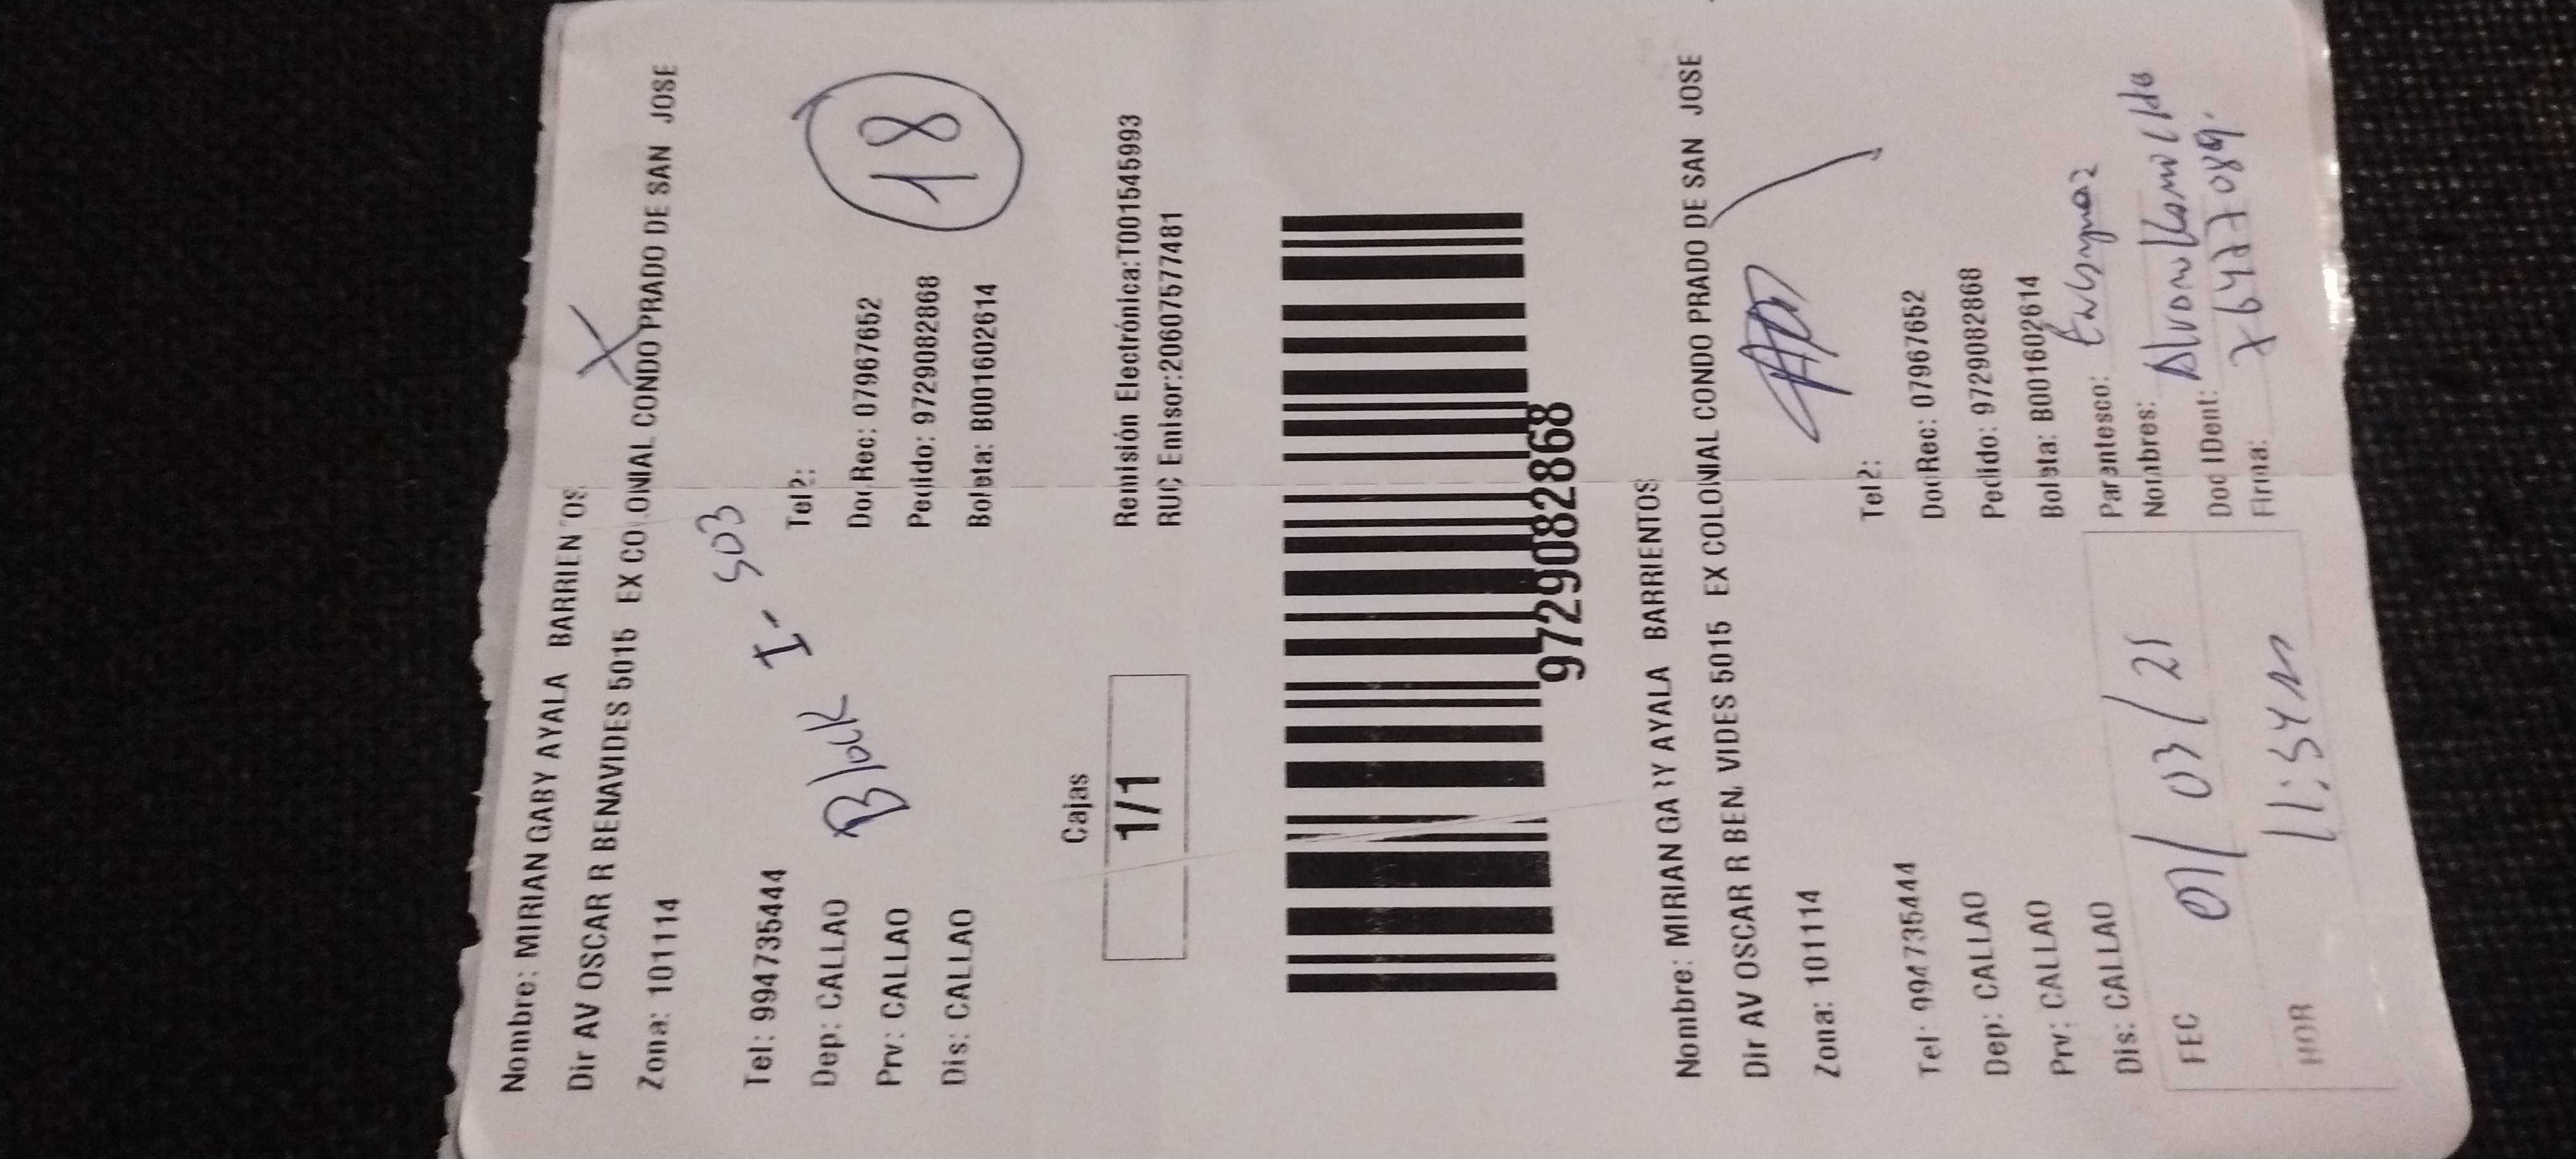 Nombre: MIRIAN GABY AYALA BARRIENTOS
Dir AV OSCAR R BENAVIDES 5015 EX COLONIAL CONDO PRADO DE SAN JOSE
Zona: 101114
X
Block I - 503
Tel: 994735444 Tel2:
Dep: CALLAO DocRec: 07967652
Prv: CALLAO Pedido: 9729082868
Dis: CALLAO Boleta: B001602614
18
Cajas
1/1
Remisión Electrónica:T001545993
RUC Emisor:20607577481
9729082868
Nombre: MIRIAN GABY AYALA BARRIENTOS
Dir AV OSCAR R BENAVIDES 5015 EX COLONIAL CONDO PRADO DE SAN JOSE
Zona: 101114
Tel: 994735444 Tel2:
Dep: CALLAO DocRec: 07967652
Prv: CALLAO Pedido: 9729082868
Dis: CALLAO Boleta: B001602614
Parentesco:
FEC 01/03/25 Nombres:
Doc IDent:
HOR 11:54 Firma: